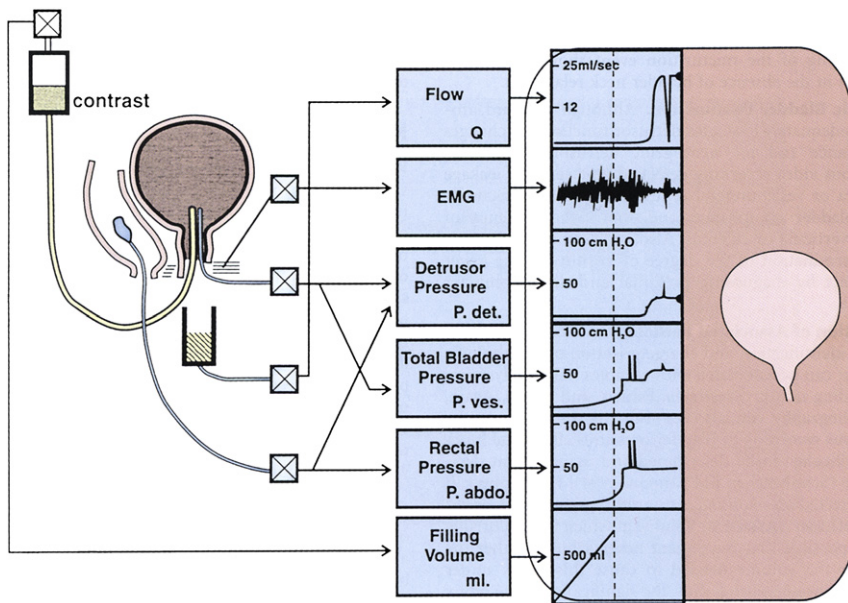 contrast
Flow
Q
EMG
Detrusor
Pressure
P. det.
Total Bladder
Pressure
P. ves.
Rectal
Pressure
P. abdo.
Filling
Volume
ml.
25ml/sec
12
100 cm H₂O
50
100 cm H₂O
50
100 cm H₂O
50
500 ml